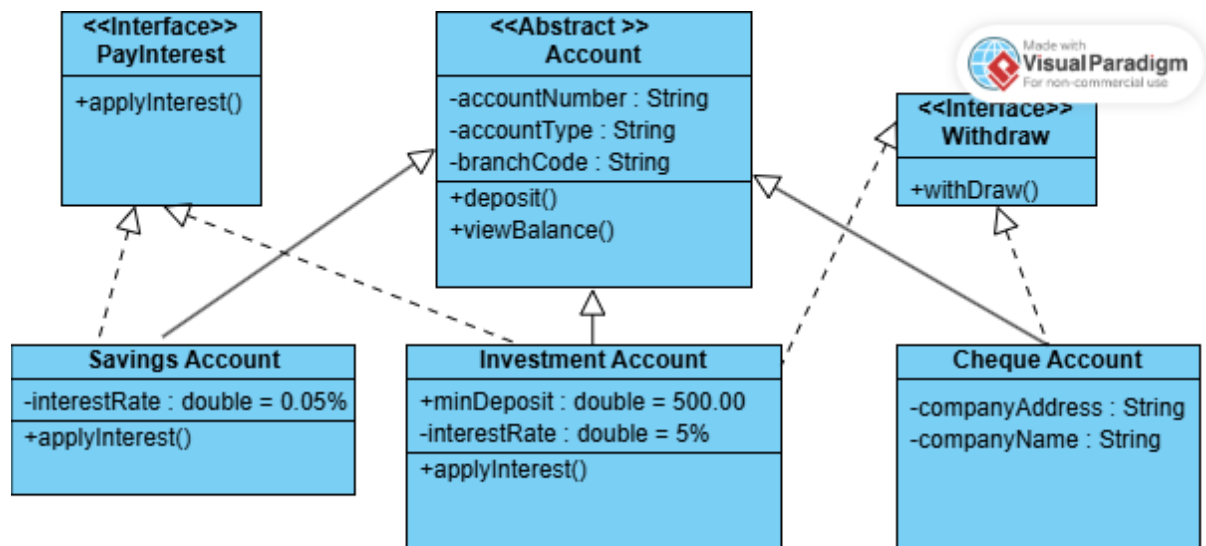 <<Interface>>
PayInterest
+applyInterest()
<<Abstract >>
Account
-accountNumber : String
-accountType : String
-branchCode : String
+deposit()
+viewBalance()
Made with
Visual Paradigm
For non-commercial use
<<Interface>>
Withdraw
+withDraw()
Savings Account
-interestRate : double = 0.05%
+applyInterest()
Investment Account
+minDeposit : double = 500.00
-interestRate : double = 5%
+applyInterest()
Cheque Account
-companyAddress : String
-companyName : String